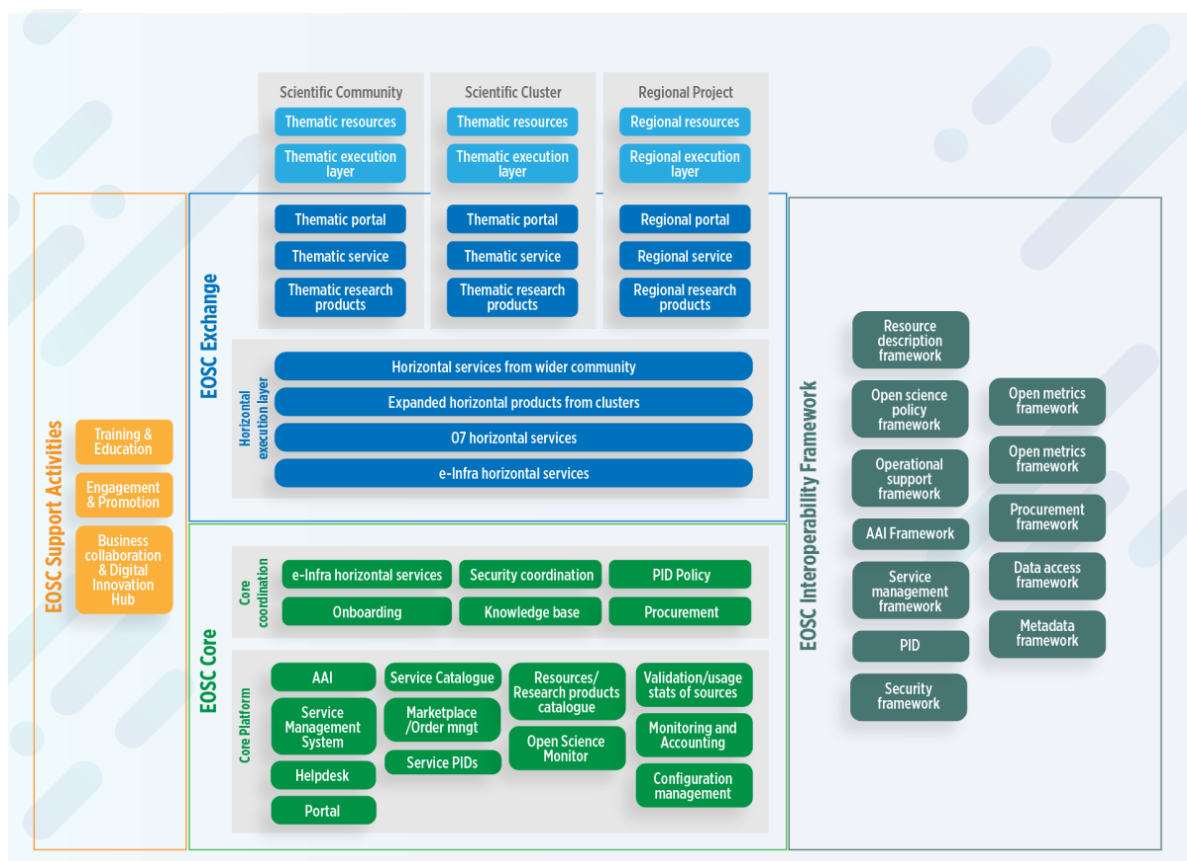 Scientific Community
Thematic resources
Thematic execution
layer
Thematic portal
Thematic service
Thematic research
products
Scientific Cluster
Thematic resources
Thematic execution
layer
Thematic portal
Thematic service
Thematic research
products
Regional Project
Regional resources
Regional execution
layer
Regional portal
Regional service
Regional research
products
EOSC Support Activities
Training &
Education
Engagement
& Promotion
Business
collaboration
& Digital
Innovation
Hub
EOSC Exchange
Horizontal
execution layer
Horizontal services from wider community
Expanded horizontal products from clusters
07 horizontal services
e-Infra horizontal services
EOSC Core
Core
coordination
e-Infra horizontal services
Security coordination
PID Policy
Onboarding
Knowledge base
Procurement
Core Platform
AAI
Service
Management
System
Helpdesk
Portal
Service Catalogue
Marketplace
/Order mngt
Service PIDs
Resources/
Research products
catalogue
Open Science
Monitor
Validation/usage
stats of sources
Monitoring and
Accounting
Configuration
management
EOSC Interoperability Framework
Resource
description
framework
Open science
policy
framework
Operational
support
framework
AAI Framework
Service
management
framework
PID
Security
framework
Open metrics
framework
Open metrics
framework
Procurement
framework
Data access
framework
Metadata
framework